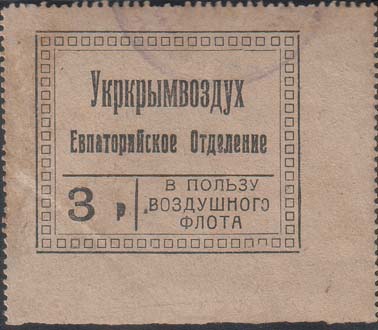 Укркрымвоздух
Евпаторийское Отделение
3 р.
В ПОЛЬЗУ
ВОЗДУШНОГО
ФЛОТА